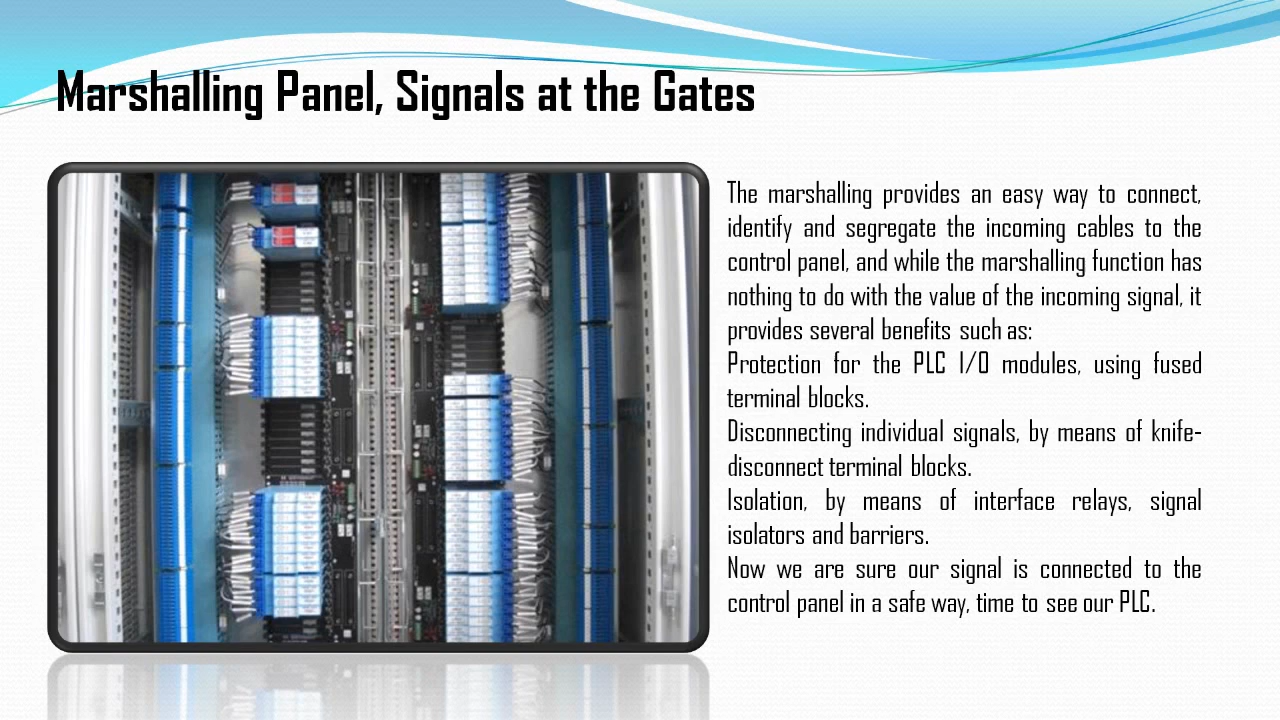 Marshalling Panel, Signals at the Gates
The marshalling provides an easy way to connect,
identify and segregate the incoming cables to the
control panel, and while the marshalling function has
nothing to do with the value of the incoming signal, it
provides several benefits such as:
Protection for the PLC I/O modules, using fused
terminal blocks.
Disconnecting individual signals, by means of knife-
disconnect terminal blocks.
Isolation, by means of interface relays, signal
isolators and barriers.
Now we are sure our signal is connected to the
control panel in a safe way, time to see our PLC.